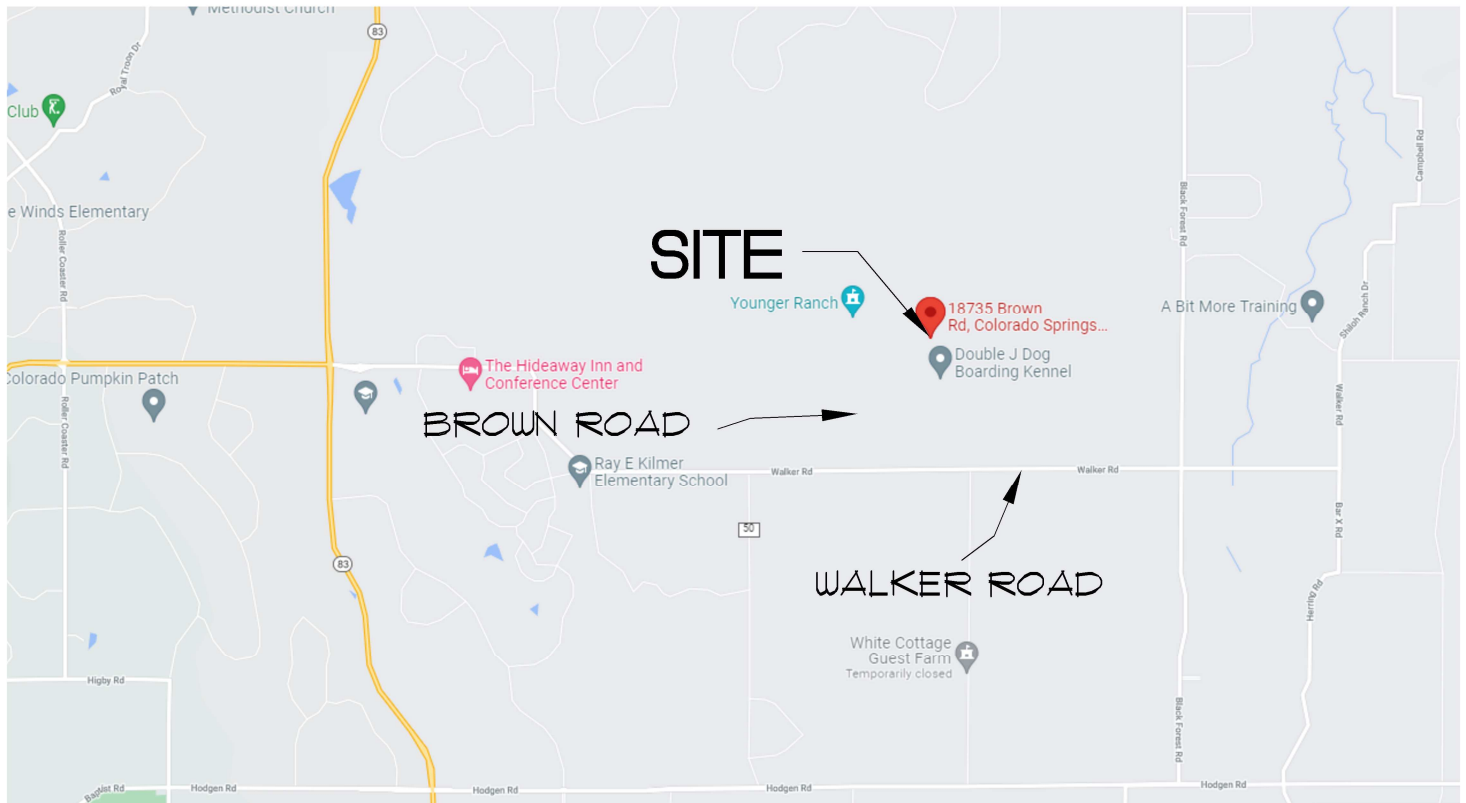 Methodist Church
83
Royal Troon Dr
Club
e Winds Elementary
Roller Coaster Rd
Black Forest Rd
Campbell Rd
SITE
Younger Ranch
18735 Brown
Rd, Colorado Springs...
A Bit More Training
Shiloh Ranch Dr
Double J Dog
Boarding Kennel
The Hideaway Inn and
Conference Center
Colorado Pumpkin Patch
Roller Coaster Rd
BROWN ROAD
Walker Rd
Ray E Kilmer
Elementary School
Walker Rd
Walker Rd
50
Bar X Rd
83
WALKER ROAD
Herring Rd
White Cottage
Guest Farm
Temporarily closed
Higby Rd
Black Forest Rd
Baptist Rd
Hodgen Rd
Hodgen Rd
Hodgen Rd
Hodgen Rd